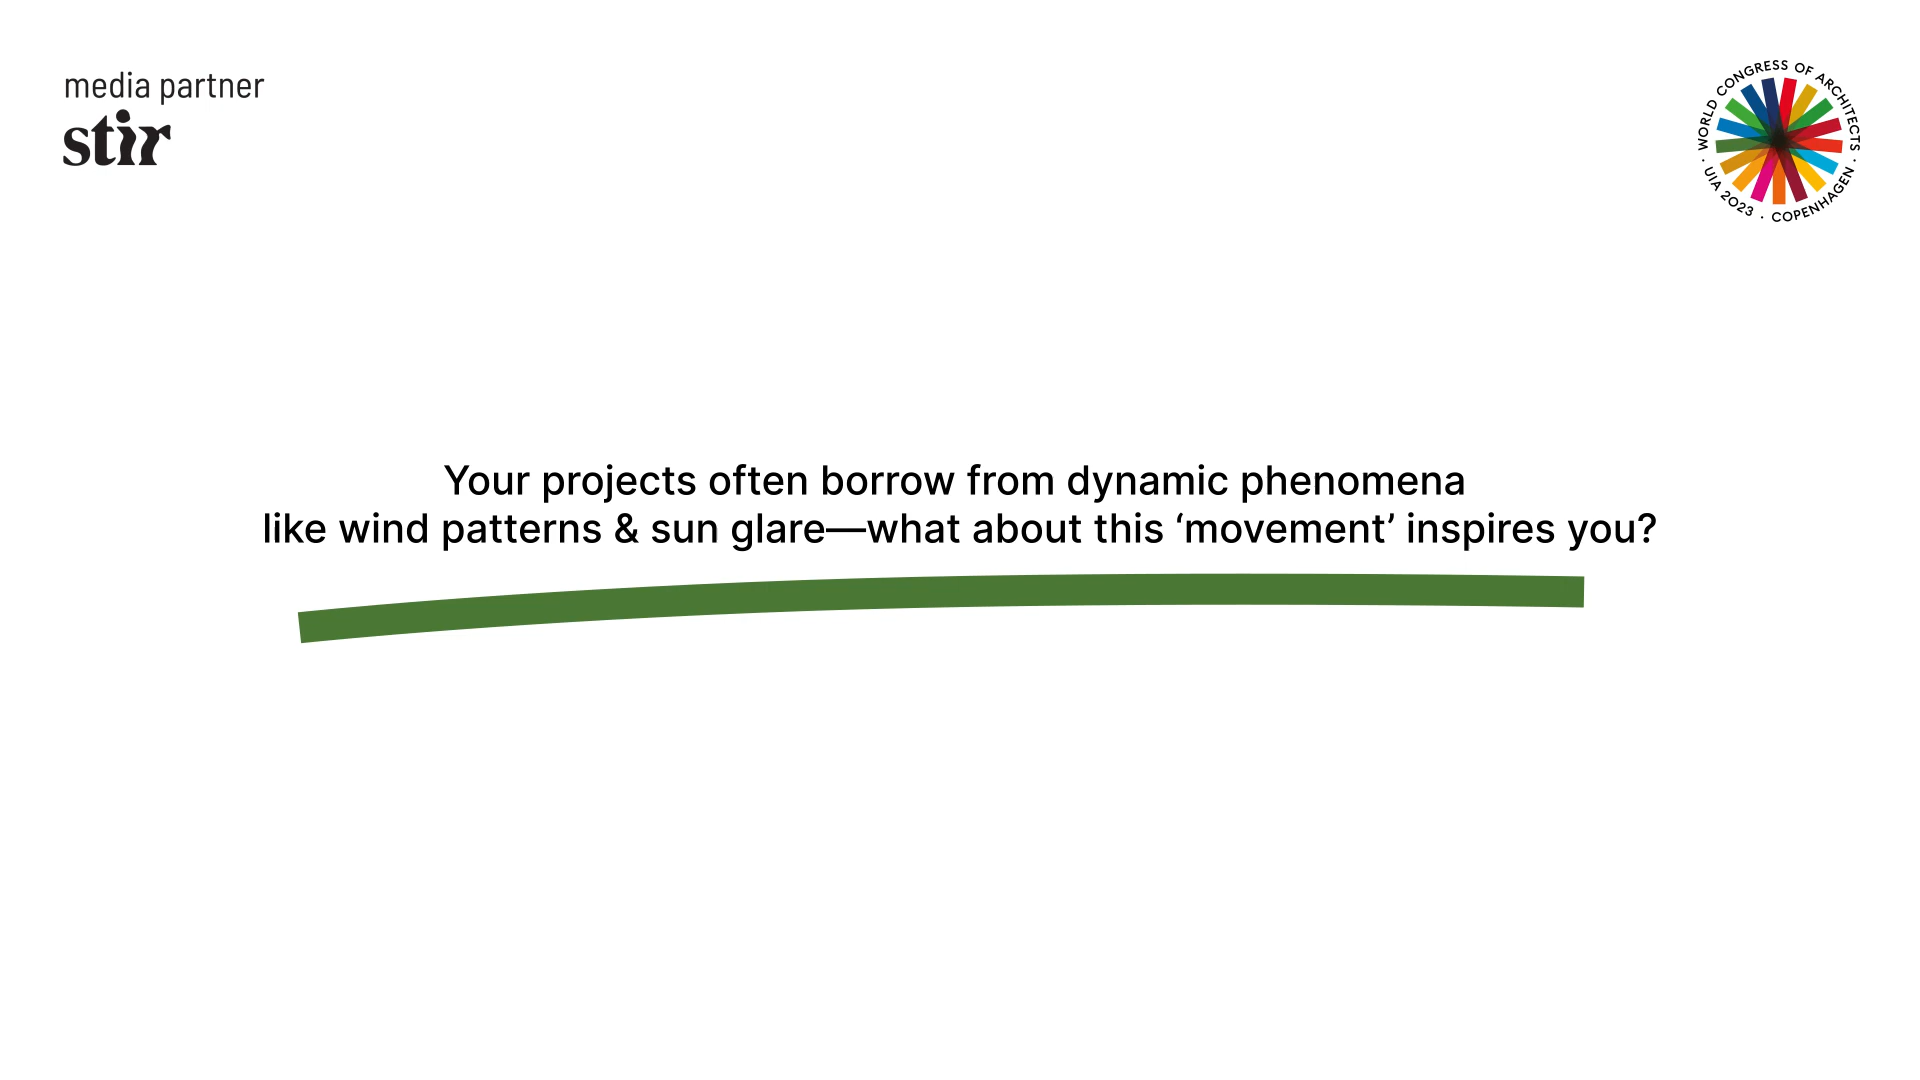 media partner
stir
WORLD CONGRESS OF ARCHITECTS · UIA 2023 · COPENHAGEN ·
Your projects often borrow from dynamic phenomena
like wind patterns & sun glare—what about this ‘movement’ inspires you?